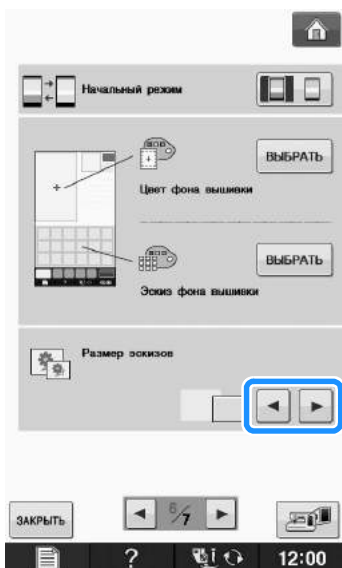 Начальный режим
ВЫБРАТЬ
Цвет фона вышивки
ВЫБРАТЬ
Эскиз фона вышивки
Размер эскизов
ЗАКРЫТЬ
6/7
?
12:00